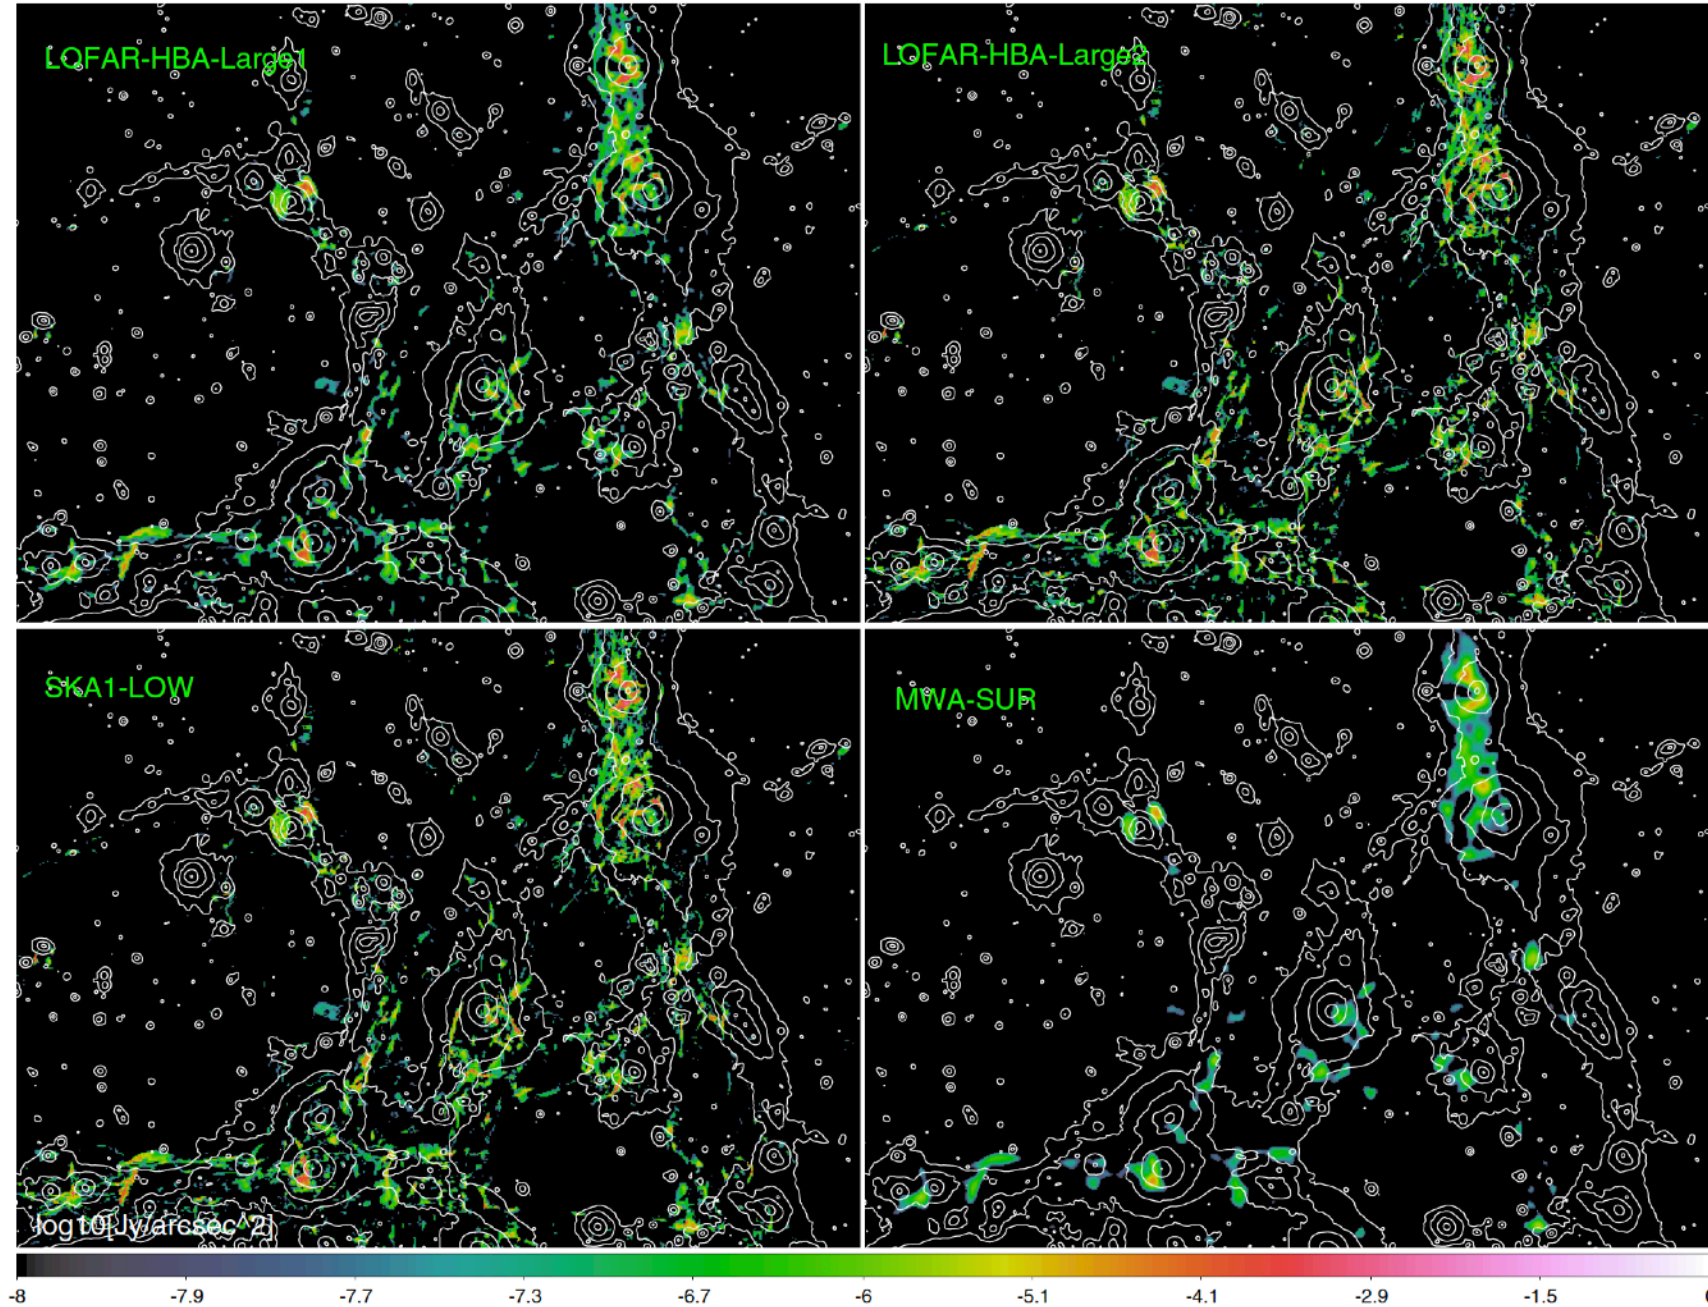 LOFAR-HBA-Large1
LOFAR-HBA-Large2
SKA1-LOW
MWA-SUR
log10[Jy/arcsec^2]
-8 -7.9 -7.7 -7.3 -6.7 -6 -5.1 -4.1 -2.9 -1.5